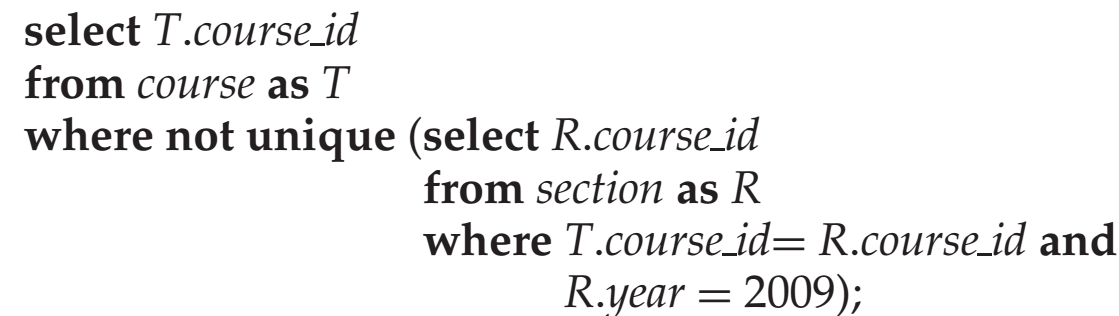 select T.course_id
from course as T
where not unique (select R.course_id
from section as R
where T.course_id= R.course_id and
R.year = 2009);